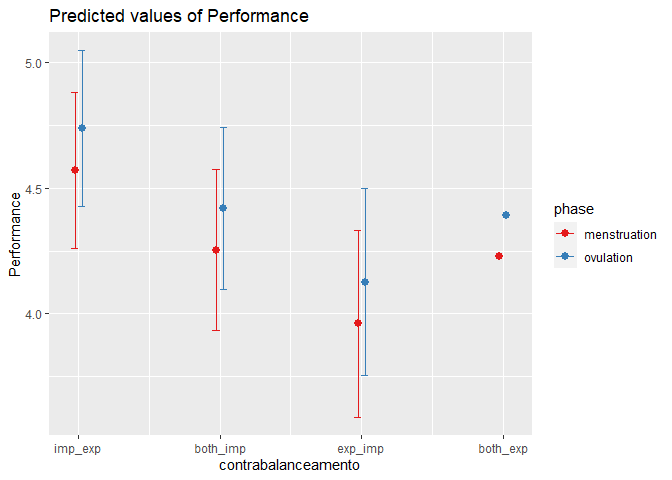 Predicted values of Performance
5.0
4.5
4.0
Performance
imp_exp
both_imp
exp_imp
both_exp
contrabalanceamento
phase
menstruation
ovulation